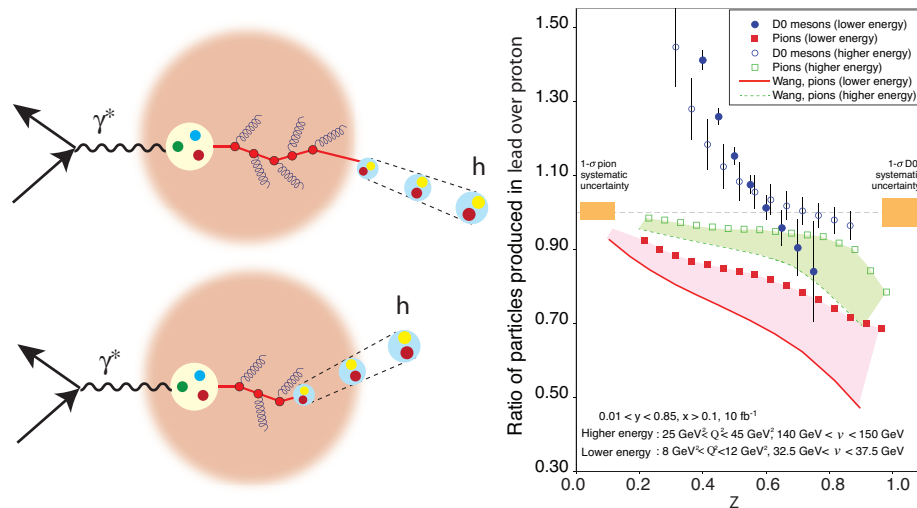 γ*
h
γ*
h
Ratio of particles produced in lead over proton
1.50
1.30
1.10
0.90
0.70
0.50
0.30
D0 mesons (lower energy)
Pions (lower energy)
D0 mesons (higher energy)
Pions (higher energy)
Wang, pions (lower energy)
Wang, pions (higher energy)
1-σ pion
systematic
uncertainty
1-σ D0
systematic
uncertainty
0.01 < y < 0.85, x > 0.1, 10 fb⁻¹
Higher energy : 25 GeV²< Q² < 45 GeV², 140 GeV < ν < 150 GeV
Lower energy : 8 GeV²< Q²<12 GeV², 32.5 GeV< ν < 37.5 GeV
0.0 0.2 0.4 0.6 0.8 1.0
Z